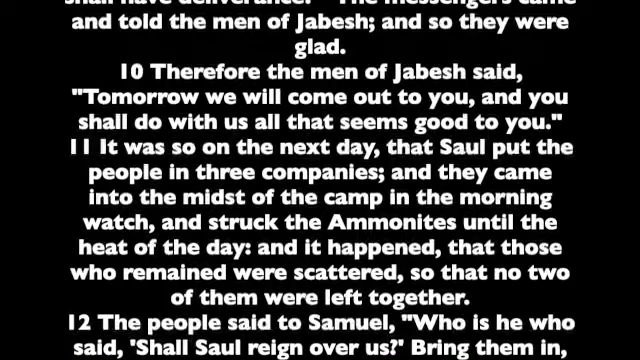 shall have deliverance.'" The messengers came
and told the men of Jabesh; and so they were
glad.
10 Therefore the men of Jabesh said,
"Tomorrow we will come out to you, and you
shall do with us all that seems good to you."
11 It was so on the next day, that Saul put the
people in three companies; and they came
into the midst of the camp in the morning
watch, and struck the Ammonites until the
heat of the day: and it happened, that those
who remained were scattered, so that no two
of them were left together.
12 The people said to Samuel, "Who is he who
said, 'Shall Saul reign over us?' Bring them in,